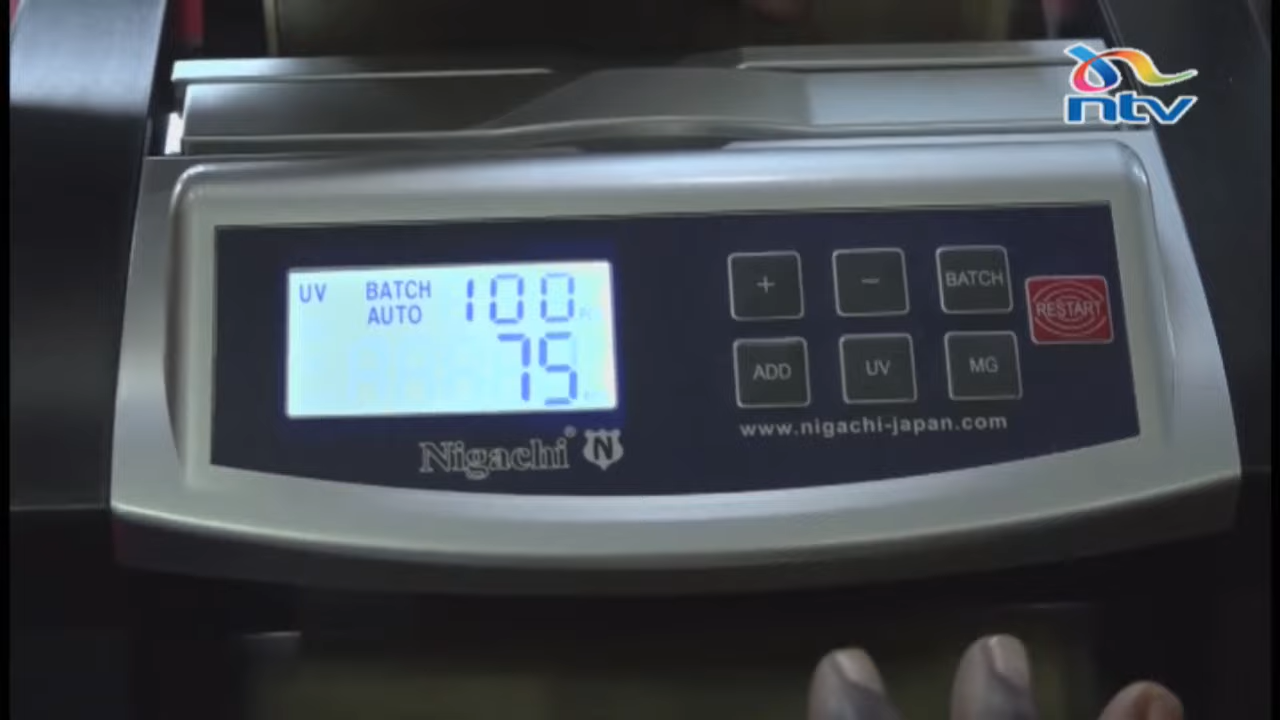 ntv
UV BATCH 100
AUTO
75
Nigachi® N
+ - BATCH
RESTART
ADD UV MG
www.nigachi-japan.com